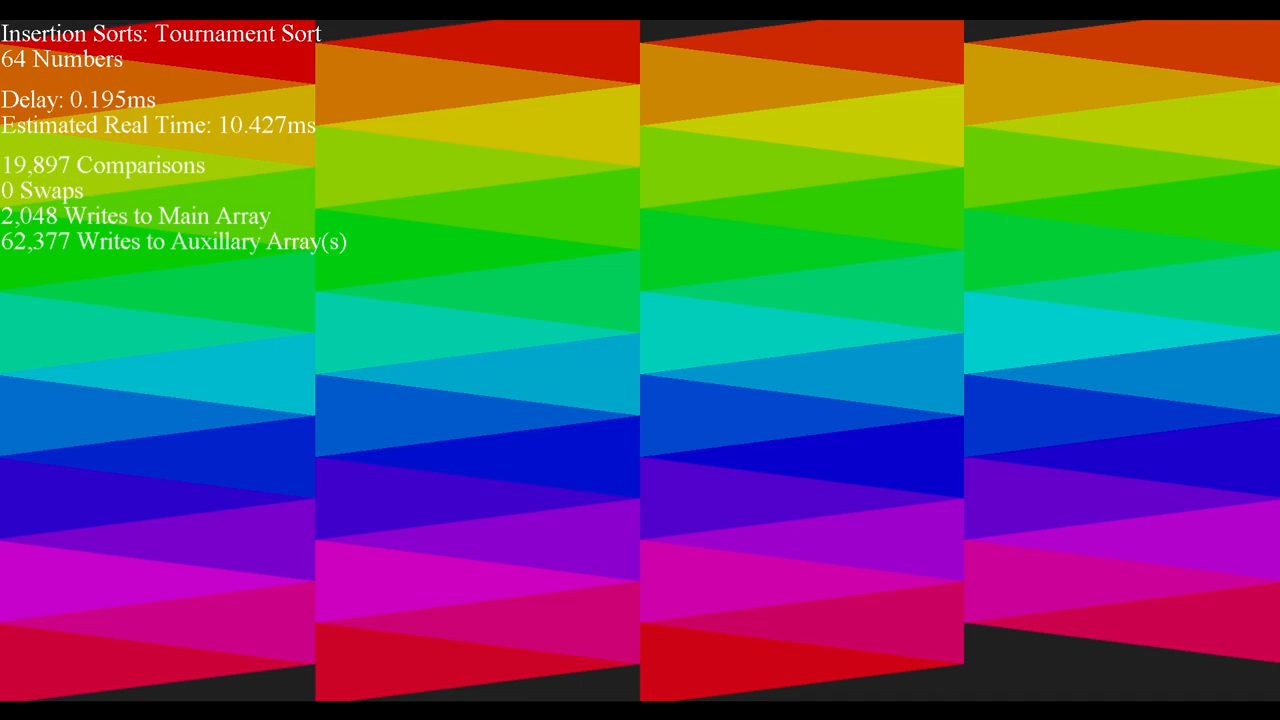 Insertion Sorts: Tournament Sort
64 Numbers
Delay: 0.195ms
Estimated Real Time: 10.427ms
19,897 Comparisons
0 Swaps
2,048 Writes to Main Array
62,377 Writes to Auxillary Array(s)